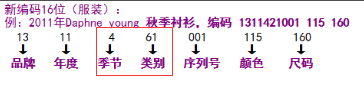 新编码16位（服装）：
例：2011年Daphne young 秋季衬衫。编码 1311421001 115 160
13 11 4 61 001 115 160
品牌 年度 季节 类别 序列号 颜色 尺码